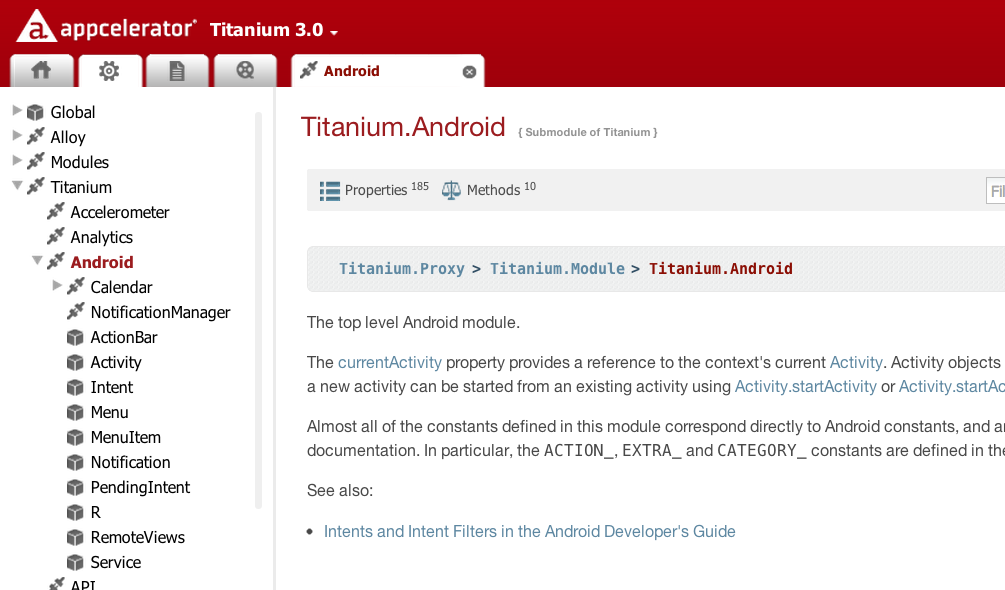 appcelerator Titanium 3.0
Android
Global
Alloy
Modules
Titanium
Accelerometer
Analytics
Android
Calendar
NotificationManager
ActionBar
Activity
Intent
Menu
MenuItem
Notification
PendingIntent
R
RemoteViews
Service
API
Titanium.Android { Submodule of Titanium }
Properties 185 Methods 10
Titanium.Proxy > Titanium.Module > Titanium.Android
The top level Android module.
The currentActivity property provides a reference to the context's current Activity. Activity objects
a new activity can be started from an existing activity using Activity.startActivity or Activity.startAc
Almost all of the constants defined in this module correspond directly to Android constants, and
documentation. In particular, the ACTION_, EXTRA_ and CATEGORY_ constants are defined in
See also:
• Intents and Intent Filters in the Android Developer's Guide